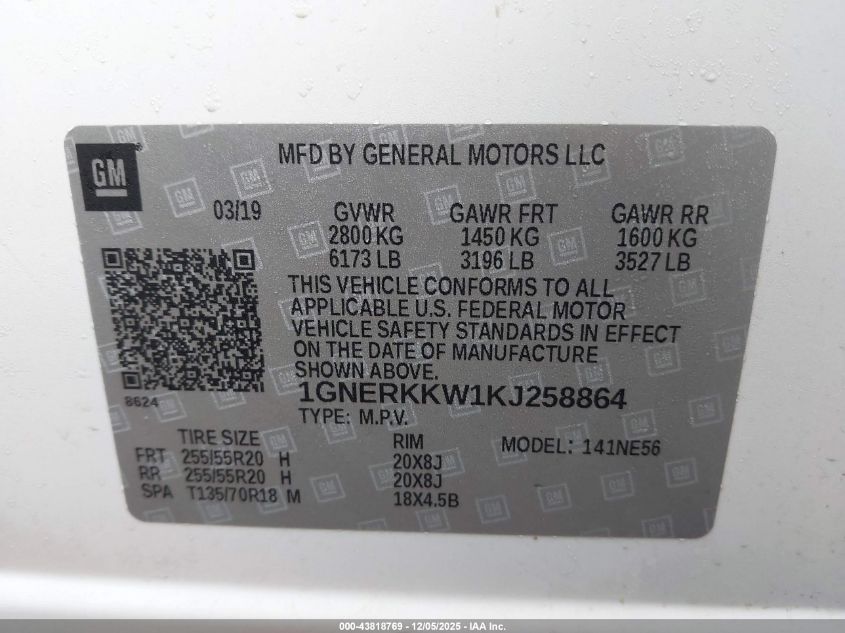 GM
MFD BY GENERAL MOTORS LLC
03/19 GVWR GAWR FRT GAWR RR
2800 KG 1450 KG 1600 KG
6173 LB 3196 LB 3527 LB
THIS VEHICLE CONFORMS TO ALL
APPLICABLE U.S. FEDERAL MOTOR
VEHICLE SAFETY STANDARDS IN EFFECT
ON THE DATE OF MANUFACTURE
SHOWN ABOVE.
8624
1GNERKKW1KJ258864
TYPE: M.P.V.
TIRE SIZE RIM MODEL: 141NE56
FRT 255/55R20 H 20X8J
RR 255/55R20 H 20X8J
SPA T135/70R18 M 18X4.5B
000-43818769 - 12/05/2025 - IAA Inc.